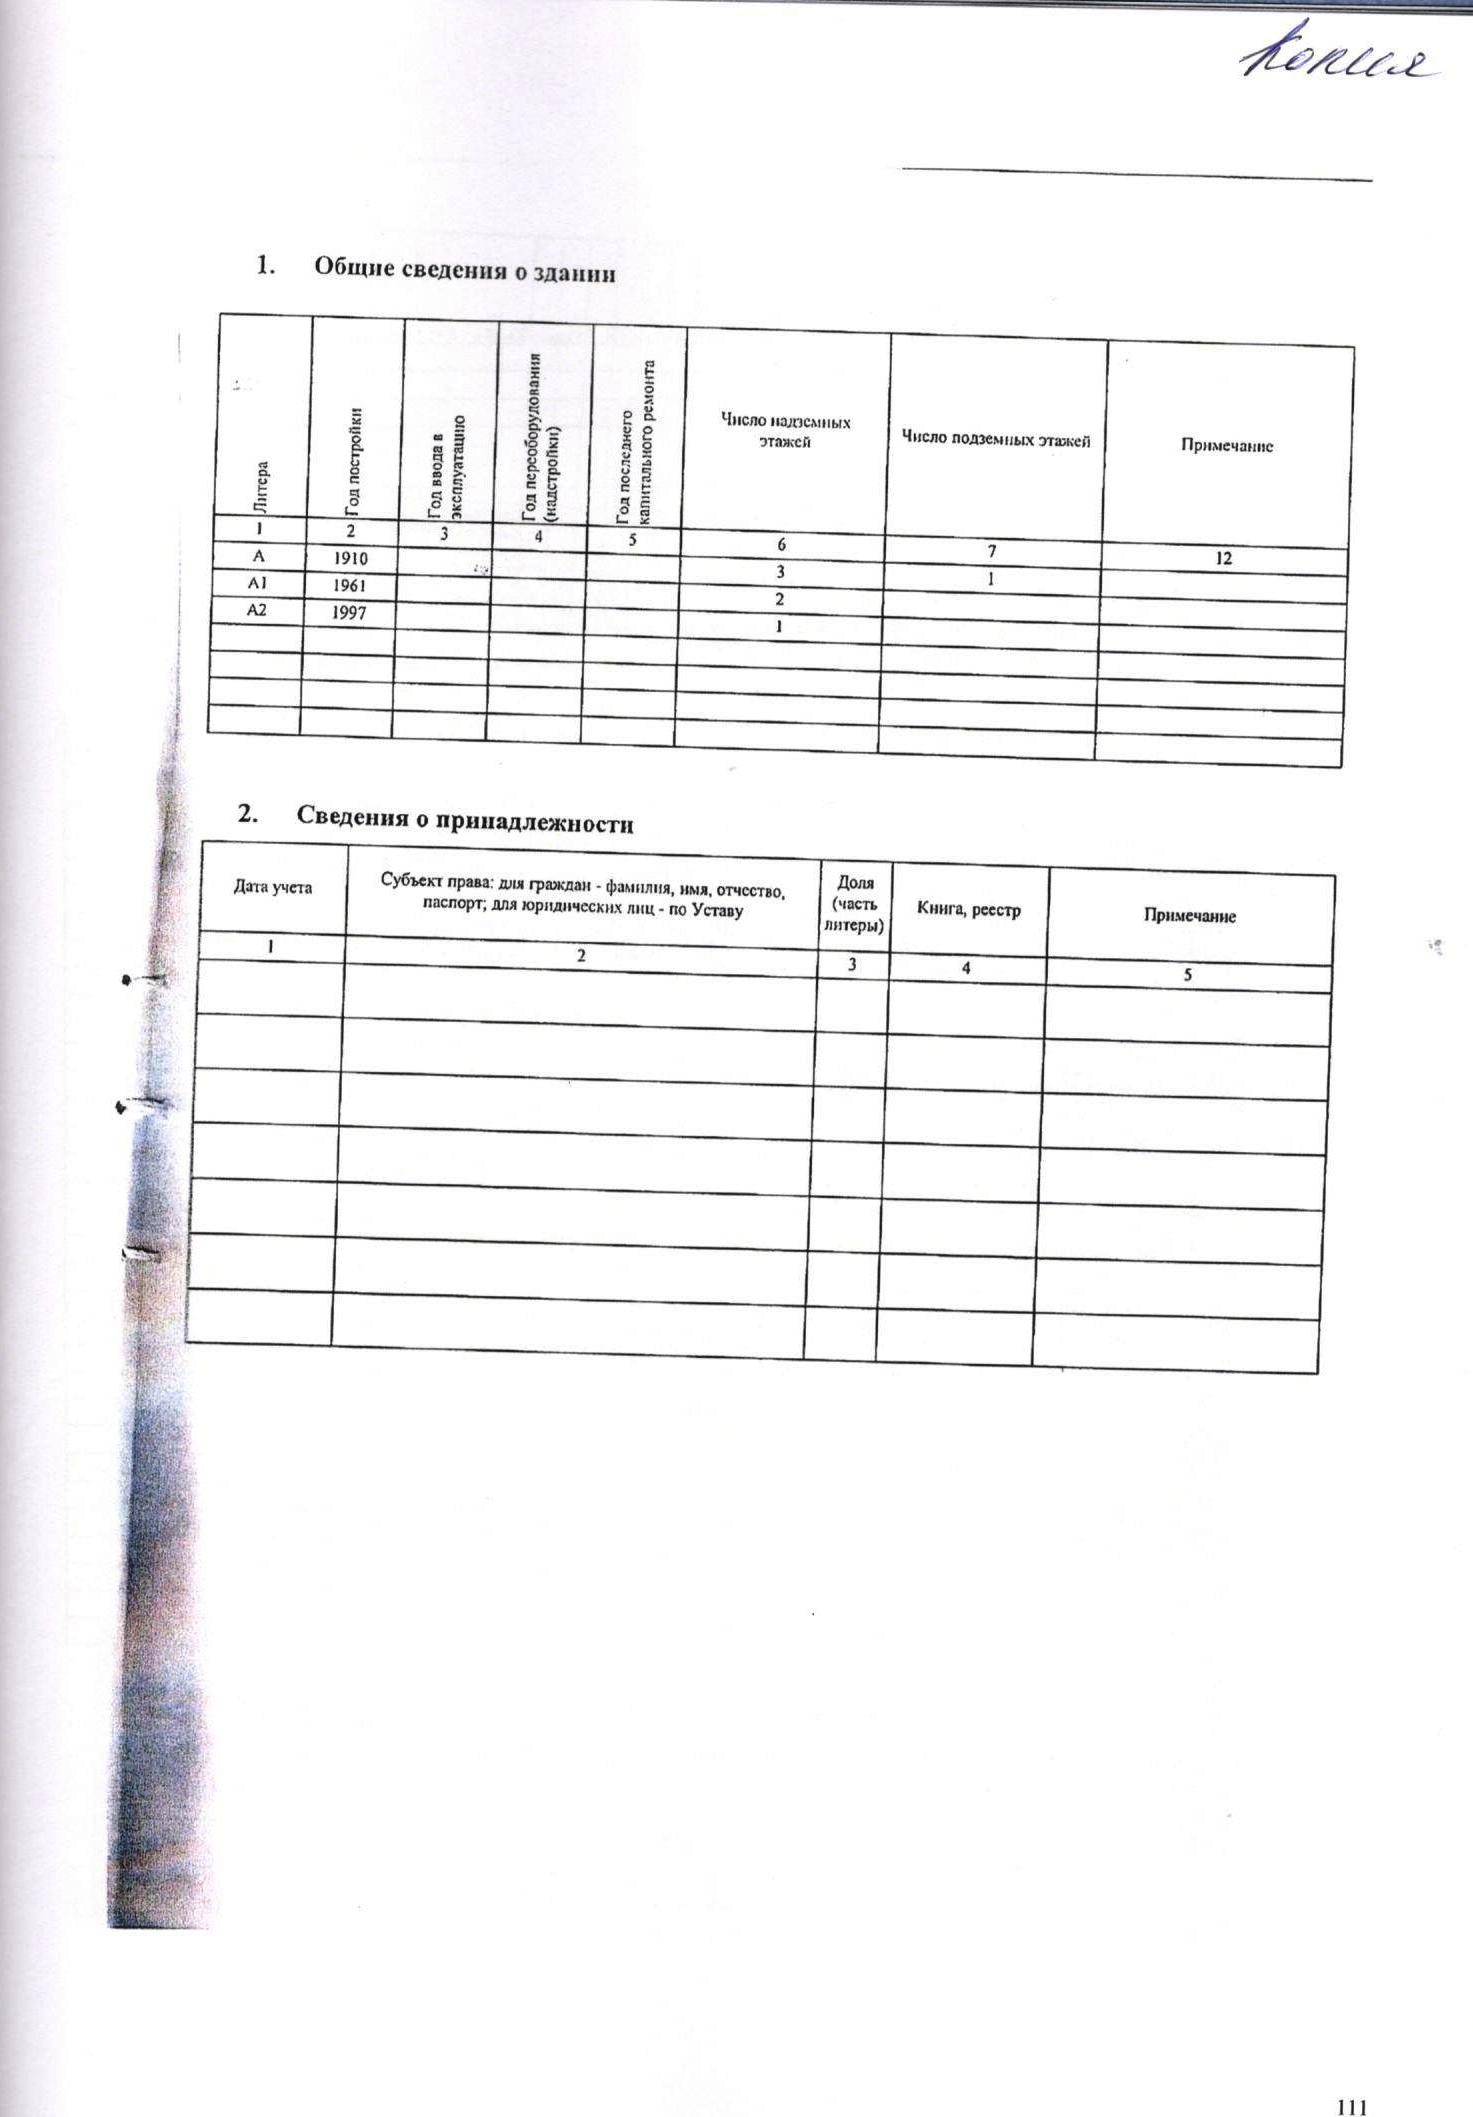 Копия
1. Общие сведения о здании
Литера
Год постройки
Год ввода в
эксплуатацию
Год переоборудования
(надстройки)
Год последнего
капитального ремонта
Число надземных
этажей
Число подземных этажей
Примечание
1 2 3 4 5 6 7 12
А 1910 3 1
А1 1961 2
А2 1997 1
2. Сведения о принадлежности
Дата учета
Субъект права: для граждан - фамилия, имя, отчество,
паспорт; для юридических лиц - по Уставу
Доля
(часть
литеры)
Книга, реестр
Примечание
1 2 3 4 5
111